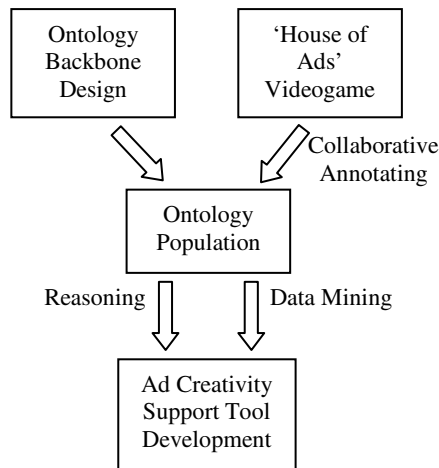 Ontology
Backbone
Design
‘House of
Ads’
Videogame
Collaborative
Annotating
Ontology
Population
Reasoning
Data Mining
Ad Creativity
Support Tool
Development